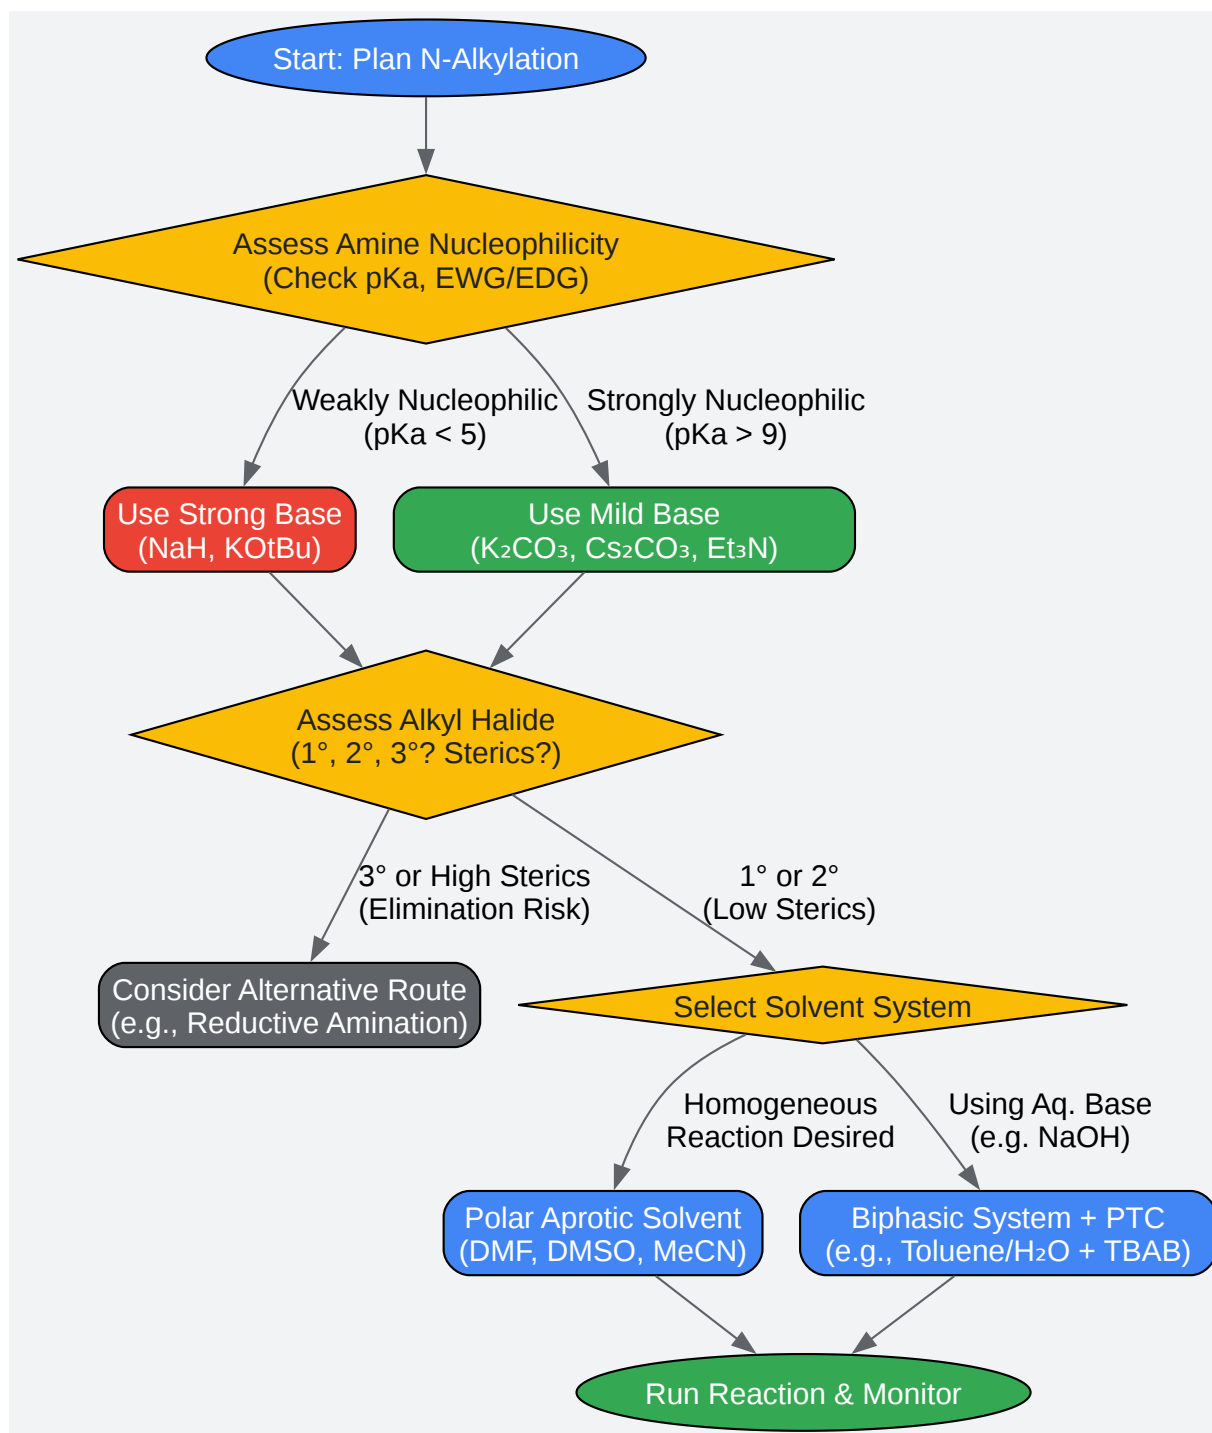 Start: Plan N-Alkylation
Assess Amine Nucleophilicity
(Check pKa, EWG/EDG)
Weakly Nucleophilic
(pKa < 5)
Strongly Nucleophilic
(pKa > 9)
Use Strong Base
(NaH, KOtBu)
Use Mild Base
(K₂CO₃, Cs₂CO₃, Et₃N)
Assess Alkyl Halide
(1°, 2°, 3°? Sterics?)
3° or High Sterics
(Elimination Risk)
1° or 2°
(Low Sterics)
Consider Alternative Route
(e.g., Reductive Amination)
Select Solvent System
Homogeneous
Reaction Desired
Using Aq. Base
(e.g. NaOH)
Polar Aprotic Solvent
(DMF, DMSO, MeCN)
Biphasic System + PTC
(e.g., Toluene/H₂O + TBAB)
Run Reaction & Monitor